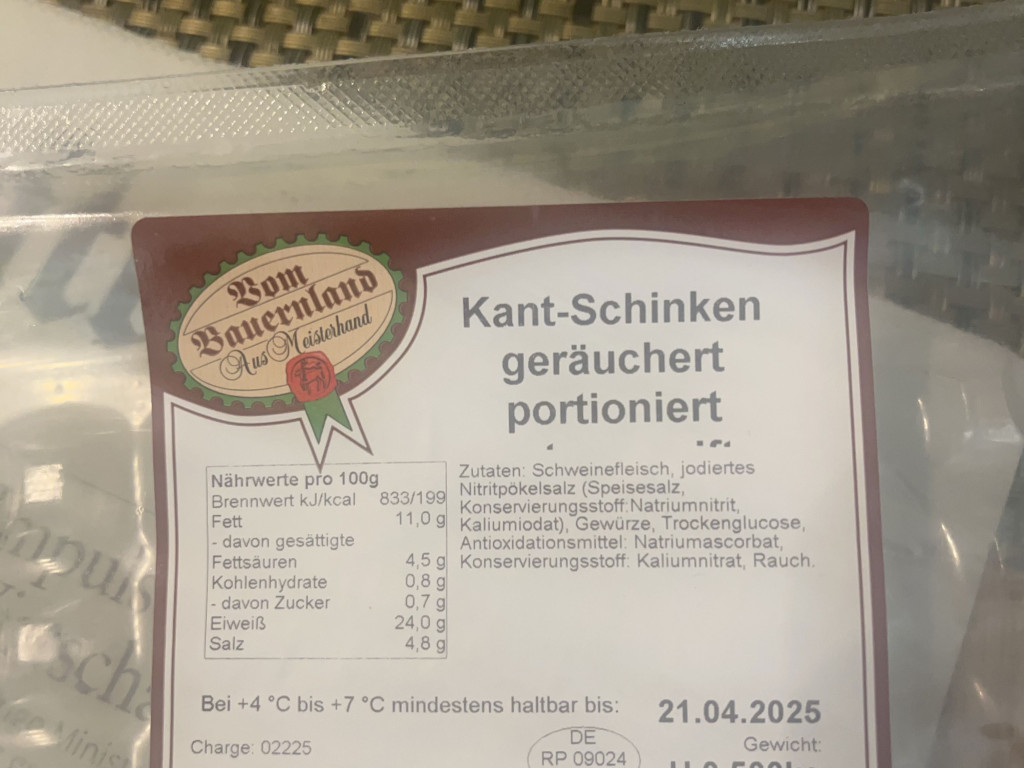 Vom
Bauernland
Aus Meisterhand
Kant-Schinken
geräuchert
portioniert
Nährwerte pro 100g
Brennwert kJ/kcal 833/199
Fett 11,0 g
- davon gesättigte
Fettsäuren 4,5 g
Kohlenhydrate 0,8 g
- davon Zucker 0,7 g
Eiweiß 24,0 g
Salz 4,8 g
Zutaten: Schweinefleisch, jodiertes
Nitritpökelsalz (Speisesalz,
Konservierungsstoff:Natriumnitrit,
Kaliumiodat), Gewürze, Trockenglucose,
Antioxidationsmittel: Natriumascorbat,
Konservierungsstoff: Kaliumnitrat, Rauch.
Bei +4 °C bis +7 °C mindestens haltbar bis: 21.04.2025
Charge: 02225
DE
RP 09024
Gewicht: